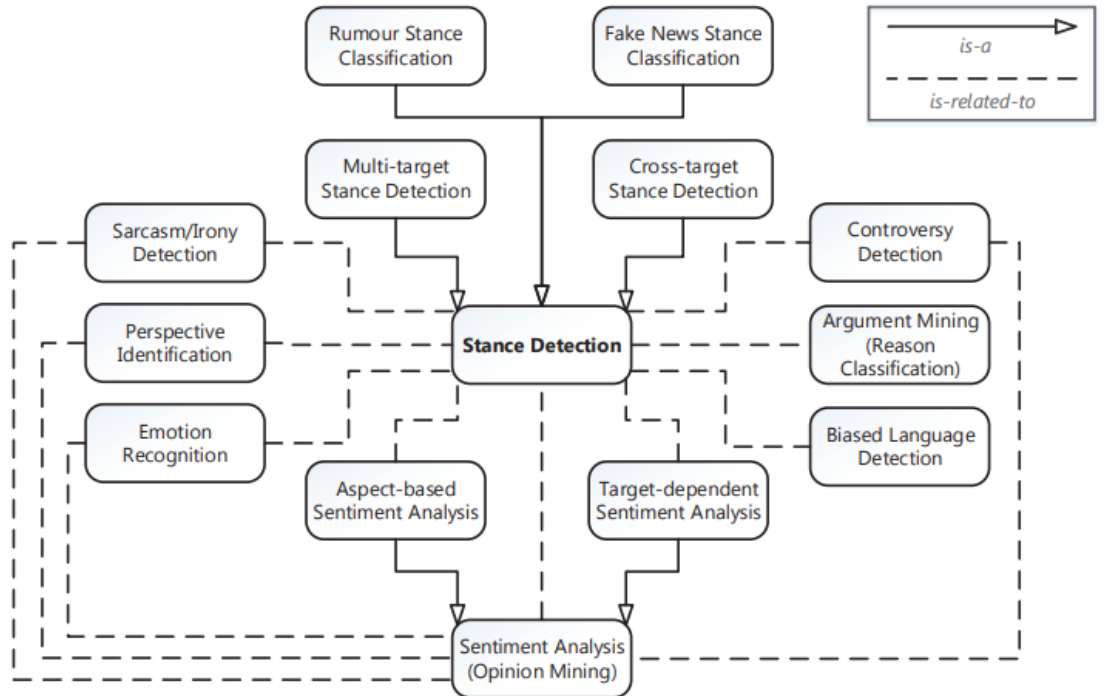 Rumour Stance
Classification
Fake News Stance
Classification
is-a
is-related-to
Multi-target
Stance Detection
Cross-target
Stance Detection
Sarcasm/Irony
Detection
Controversy
Detection
Perspective
Identification
Stance Detection
Argument Mining
(Reason
Classification)
Emotion
Recognition
Biased Language
Detection
Aspect-based
Sentiment Analysis
Target-dependent
Sentiment Analysis
Sentiment Analysis
(Opinion Mining)